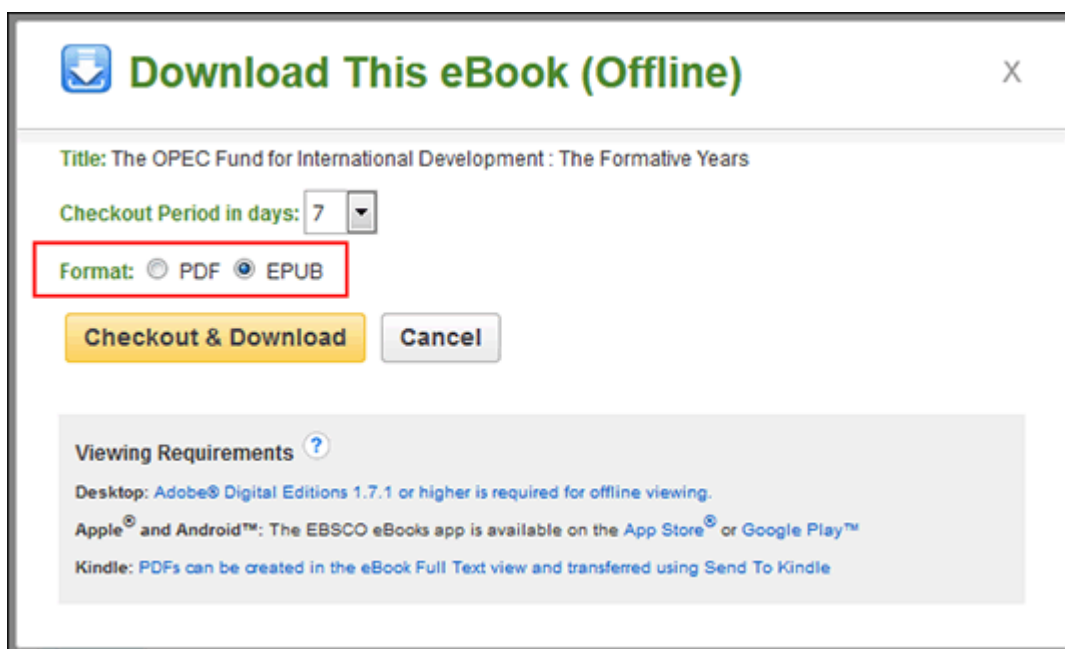 Download This eBook (Offline)
X
Title: The OPEC Fund for International Development : The Formative Years
Checkout Period in days: 7
Format: PDF EPUB
Checkout & Download Cancel
Viewing Requirements ?
Desktop: Adobe® Digital Editions 1.7.1 or higher is required for offline viewing.
Apple® and Android™: The EBSCO eBooks app is available on the App Store® or Google Play™
Kindle: PDFs can be created in the eBook Full Text view and transferred using Send To Kindle